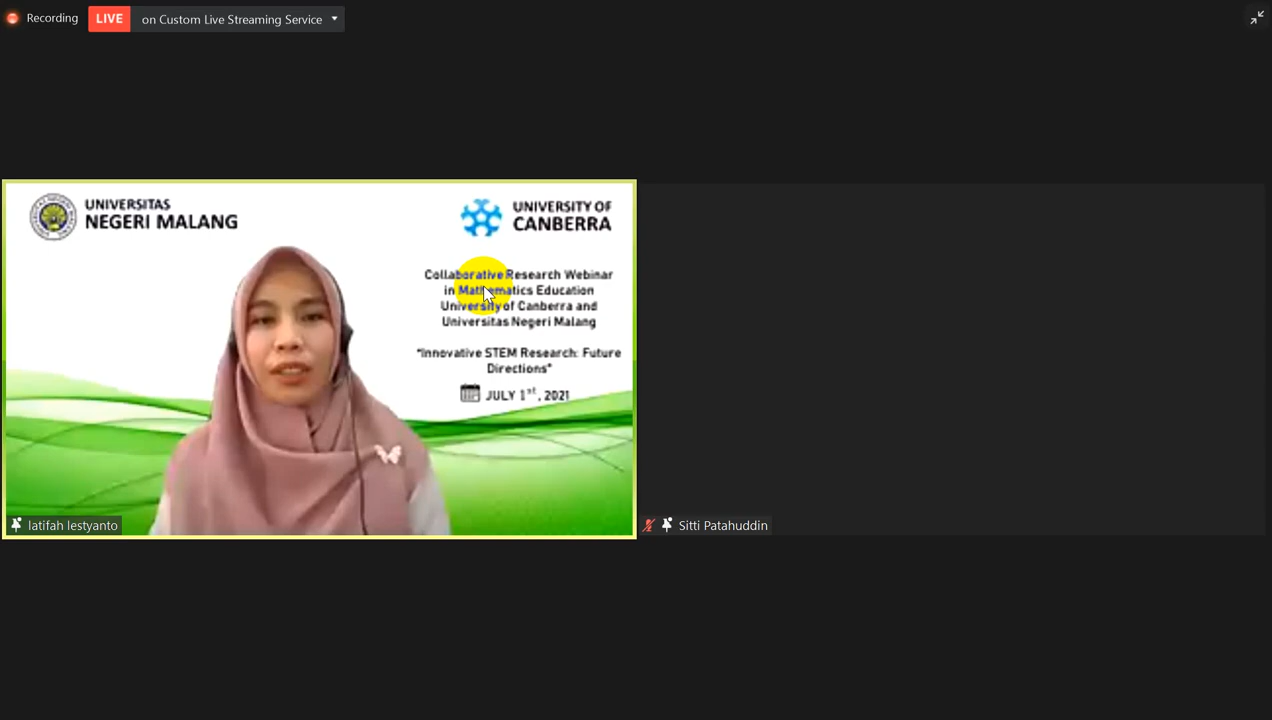 Recording
LIVE
on Custom Live Streaming Service
UNIVERSITAS
NEGERI MALANG
UNIVERSITY OF
CANBERRA
Collaborative Research Webinar
in Mathematics Education
University of Canberra and
Universitas Negeri Malang
"Innovative STEM Research: Future
Directions"
JULY 1st, 2021
latifah lestyanto
Sitti Patahuddin